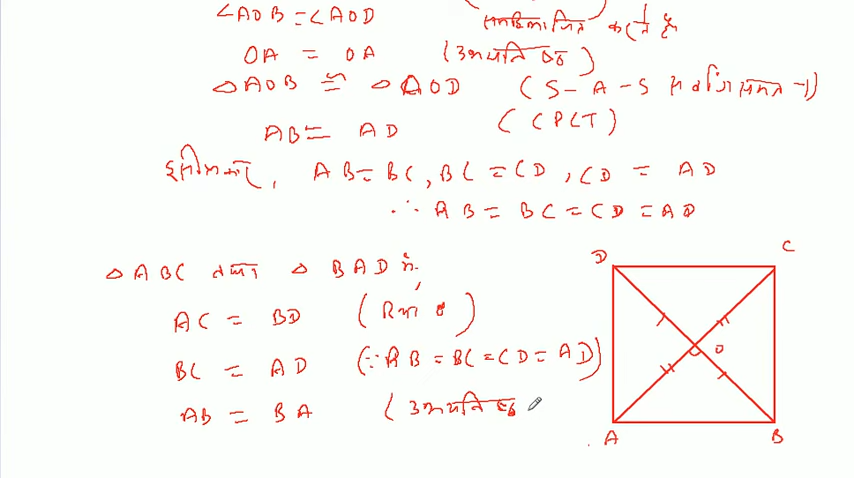 ∠AOB = ∠AOD
करते हैं
OA = OA (उभयनिष्ठ)
△AOB ≅ △AOD (S-A-S सर्वांगसमता से)
AB = AD (CPCT)
इसी प्रकार, AB = BC, BC = CD, CD = AD
∴ AB = BC = CD = AD
△ABC तथा △BAD में,
AC = BD (दिया है)
BC = AD (∵ AB = BC = CD = AD)
AB = BA (उभयनिष्ठ
D C
O
A B